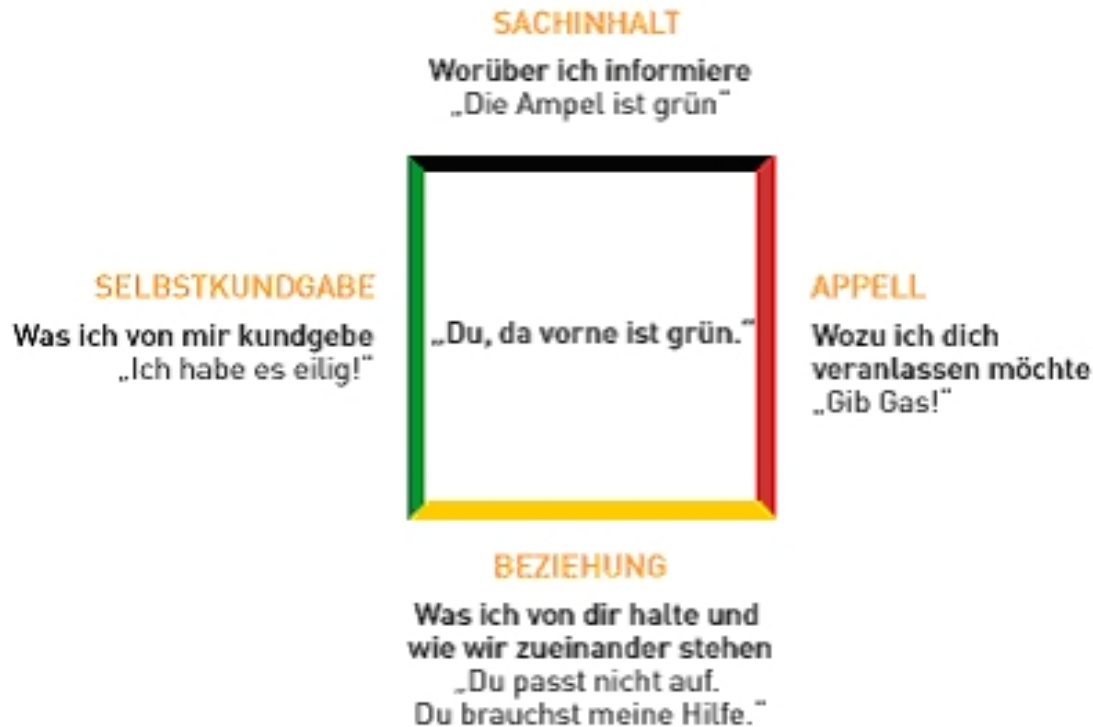 SACHINHALT
Worüber ich informiere
„Die Ampel ist grün“
SELBSTKUNDGABE
Was ich von mir kundgebe
„Ich habe es eilig!“
„Du, da vorne ist grün.“
APPELL
Wozu ich dich
veranlassen möchte
„Gib Gas!“
BEZIEHUNG
Was ich von dir halte und
wie wir zueinander stehen
„Du passt nicht auf.
Du brauchst meine Hilfe.“